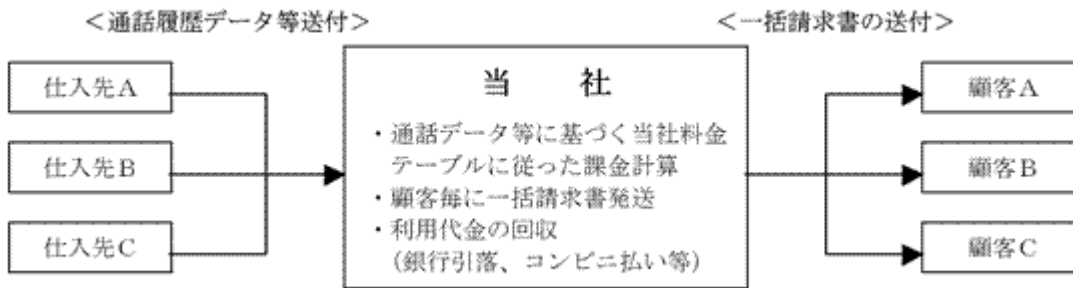 ＜通話履歴データ等送付＞
＜一括請求書の送付＞
仕入先A
仕入先B
仕入先C
当　社
・通話データ等に基づく当社料金
テーブルに従った課金計算
・顧客毎に一括請求書発送
・利用代金の回収
（銀行引落、コンビニ払い等）
顧客A
顧客B
顧客C